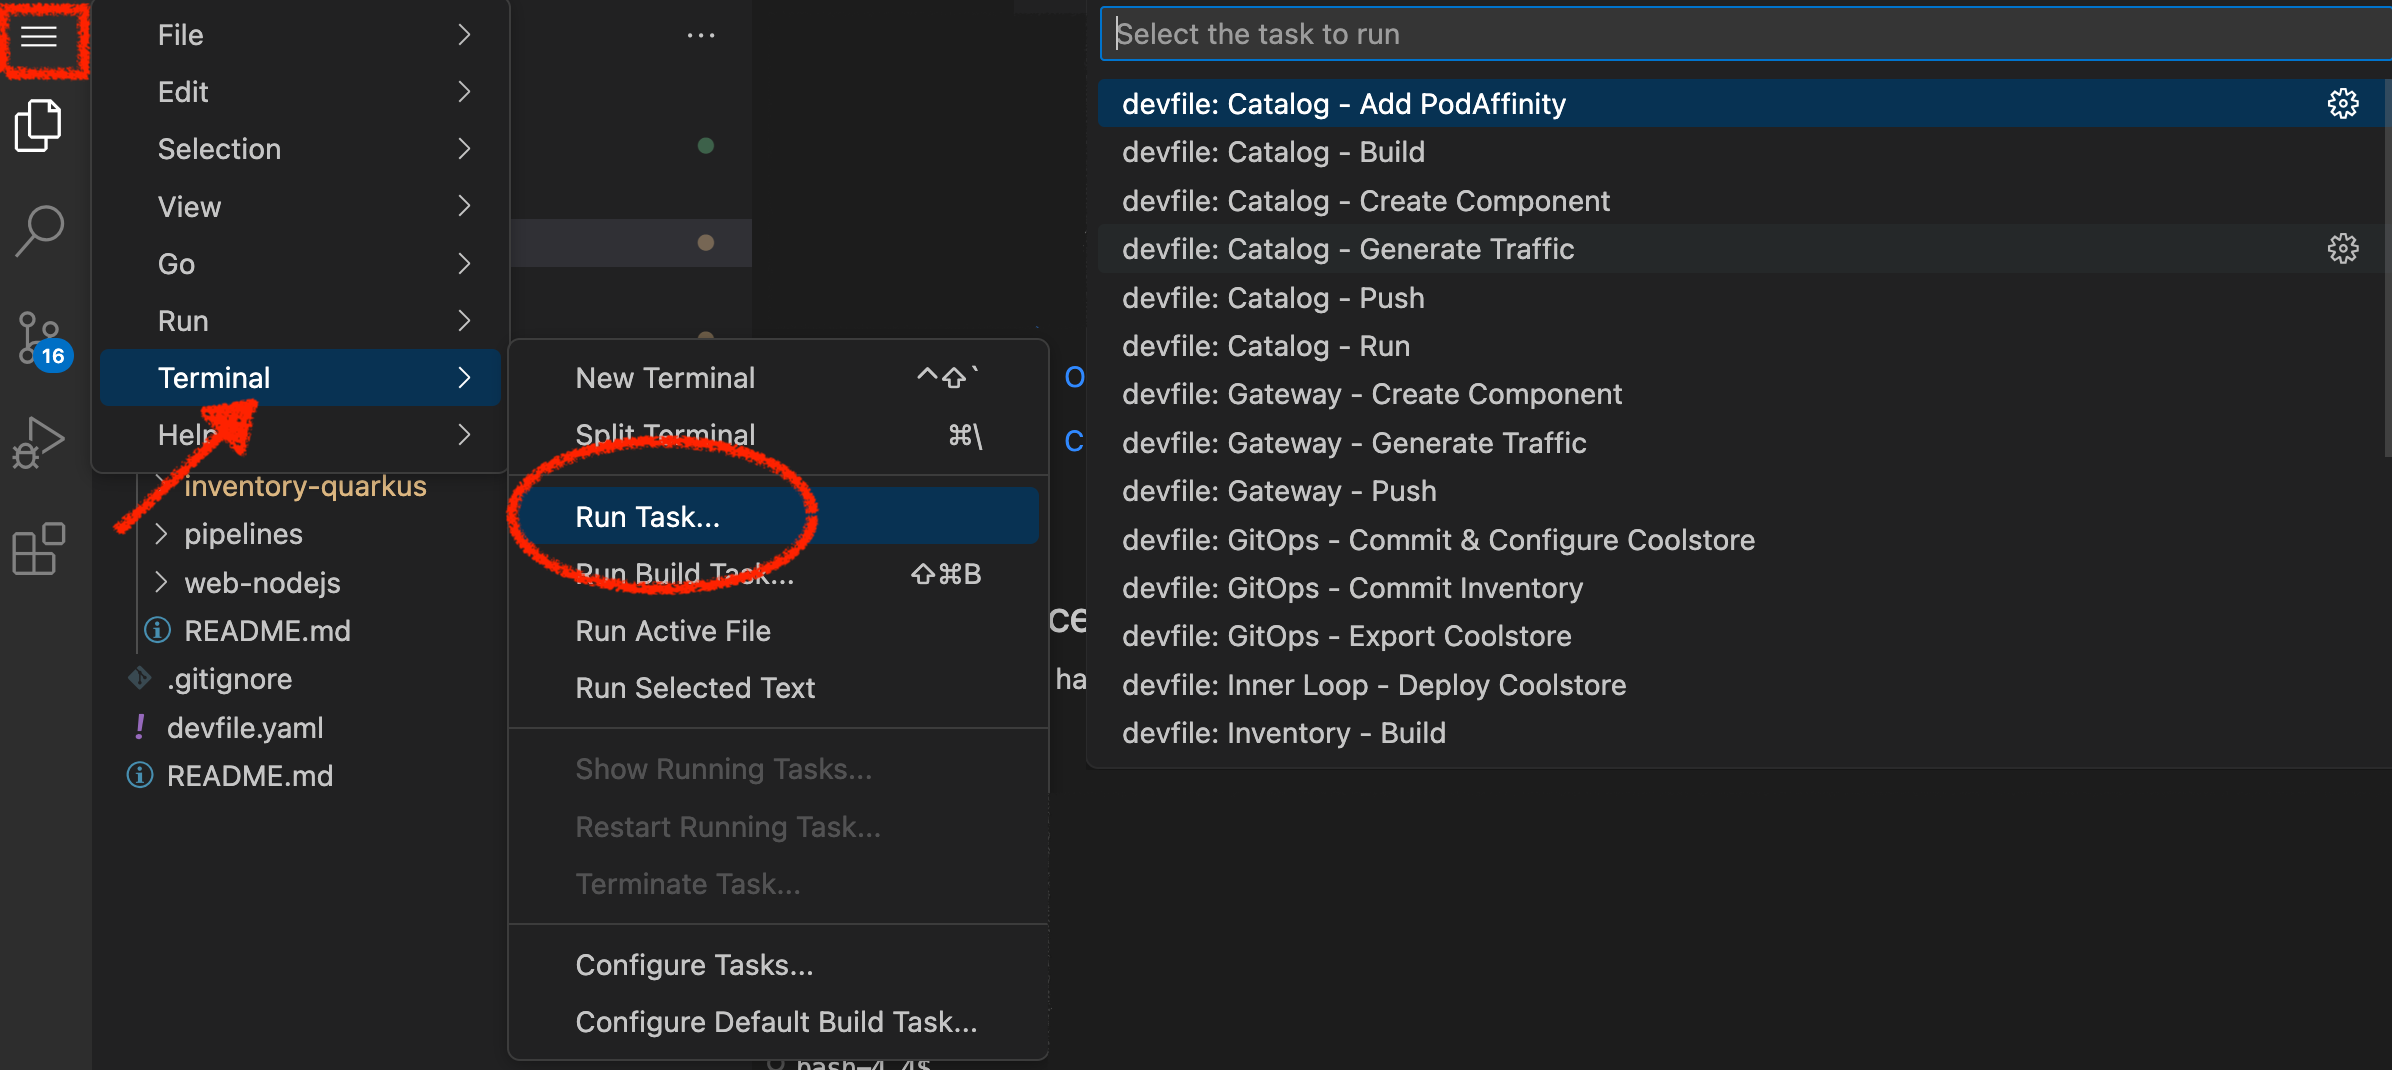 File
Edit
Selection
View
Go
Run
Terminal
Help
16
inventory-quarkus
pipelines
web-nodejs
README.md
.gitignore
devfile.yaml
README.md
New Terminal ^⇧`
Split Terminal ⌘\
Run Task...
Run Build Task... ⇧⌘B
Run Active File
Run Selected Text
Show Running Tasks...
Restart Running Task...
Terminate Task...
Configure Tasks...
Configure Default Build Task...
O
C
ce
ha
bash-4.4$
Select the task to run
devfile: Catalog - Add PodAffinity
devfile: Catalog - Build
devfile: Catalog - Create Component
devfile: Catalog - Generate Traffic
devfile: Catalog - Push
devfile: Catalog - Run
devfile: Gateway - Create Component
devfile: Gateway - Generate Traffic
devfile: Gateway - Push
devfile: GitOps - Commit & Configure Coolstore
devfile: GitOps - Commit Inventory
devfile: GitOps - Export Coolstore
devfile: Inner Loop - Deploy Coolstore
devfile: Inventory - Build